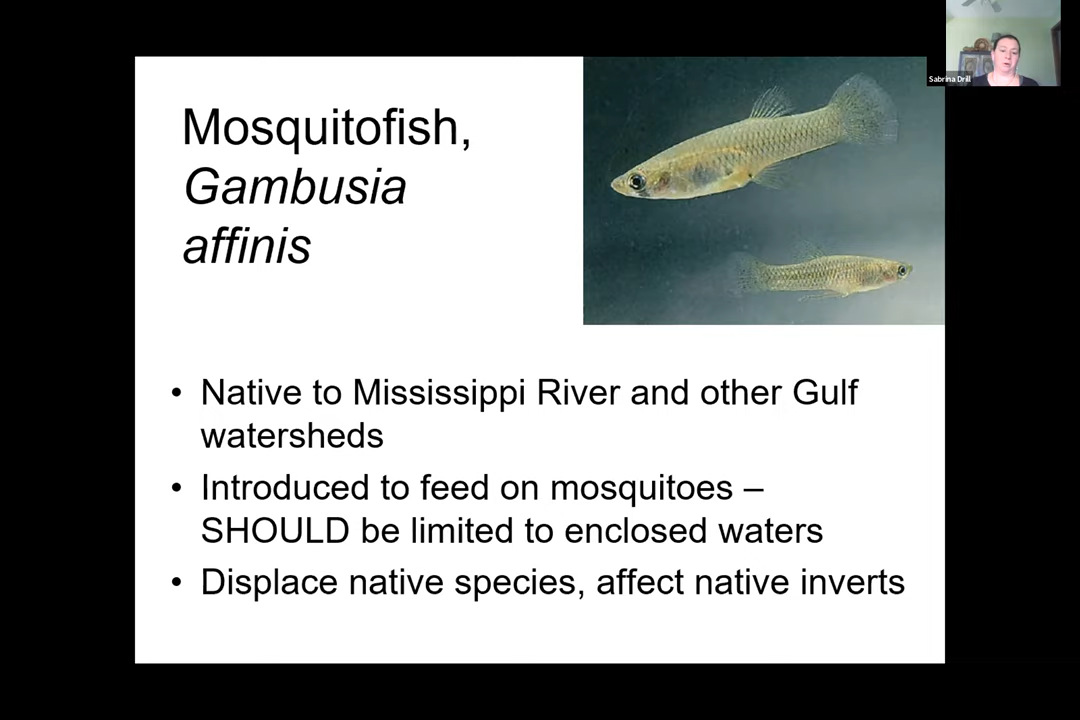 Mosquitofish,
Gambusia
affinis
Sabrina Drill
• Native to Mississippi River and other Gulf
watersheds
• Introduced to feed on mosquitoes –
SHOULD be limited to enclosed waters
• Displace native species, affect native inverts